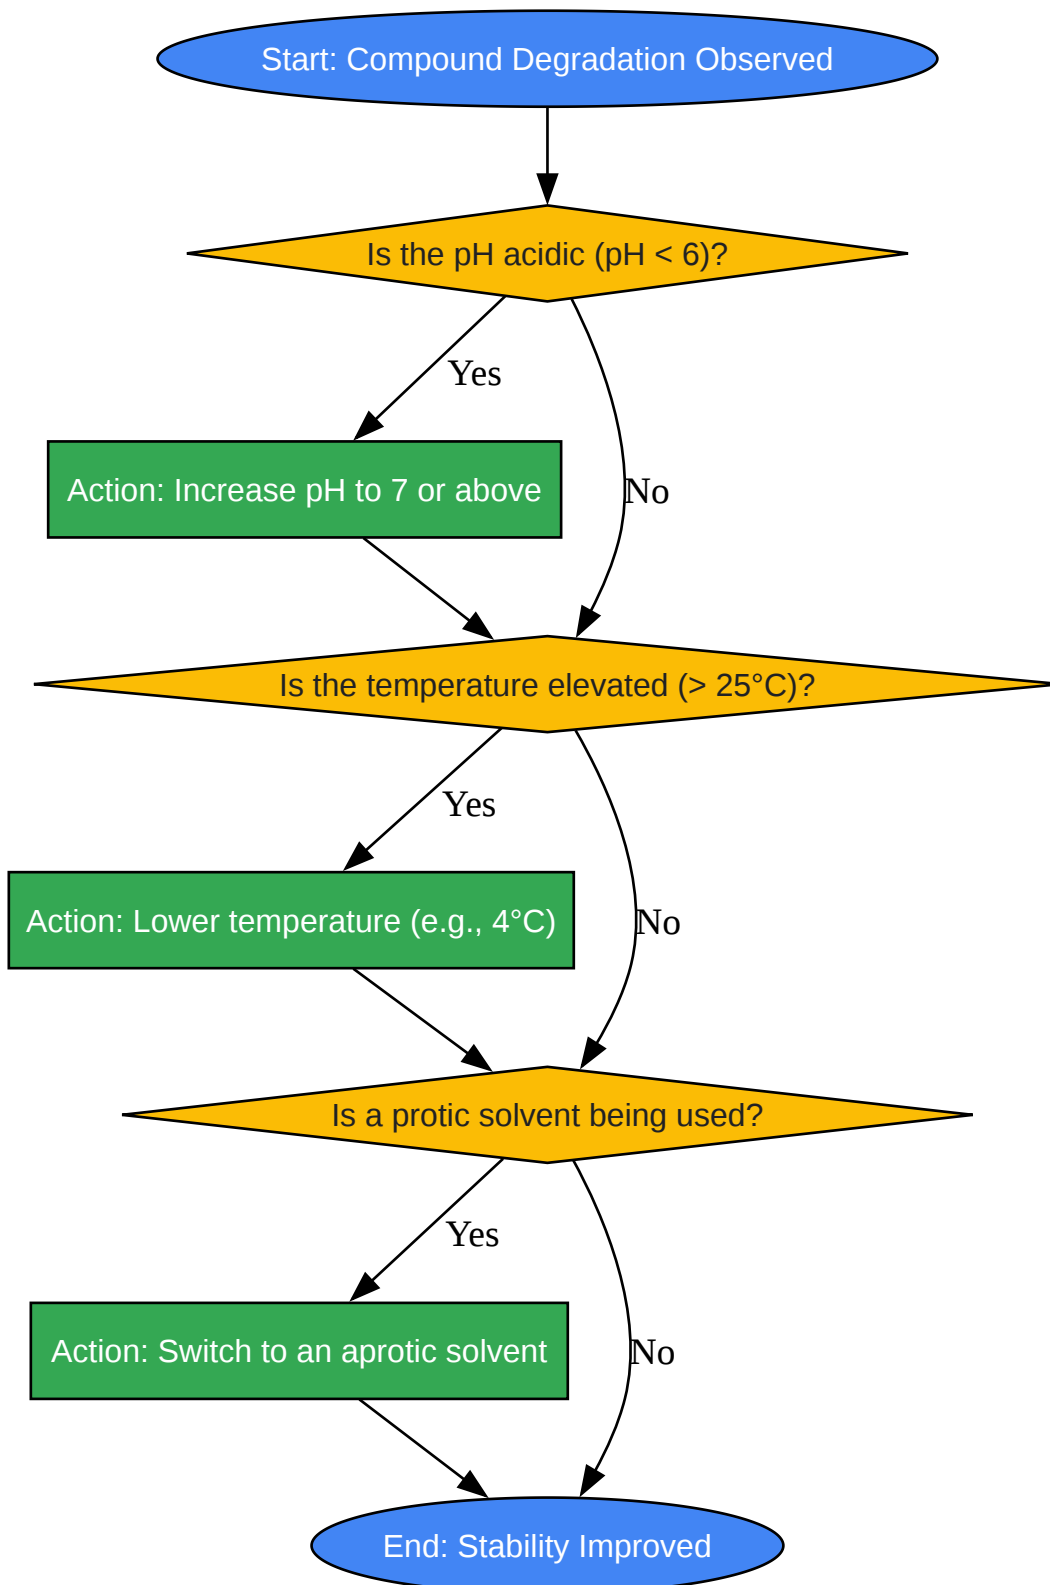 Start: Compound Degradation Observed
Is the pH acidic (pH < 6)?
Yes
Action: Increase pH to 7 or above
No
Is the temperature elevated (> 25°C)?
Yes
Action: Lower temperature (e.g., 4°C)
No
Is a protic solvent being used?
Yes
Action: Switch to an aprotic solvent
No
End: Stability Improved